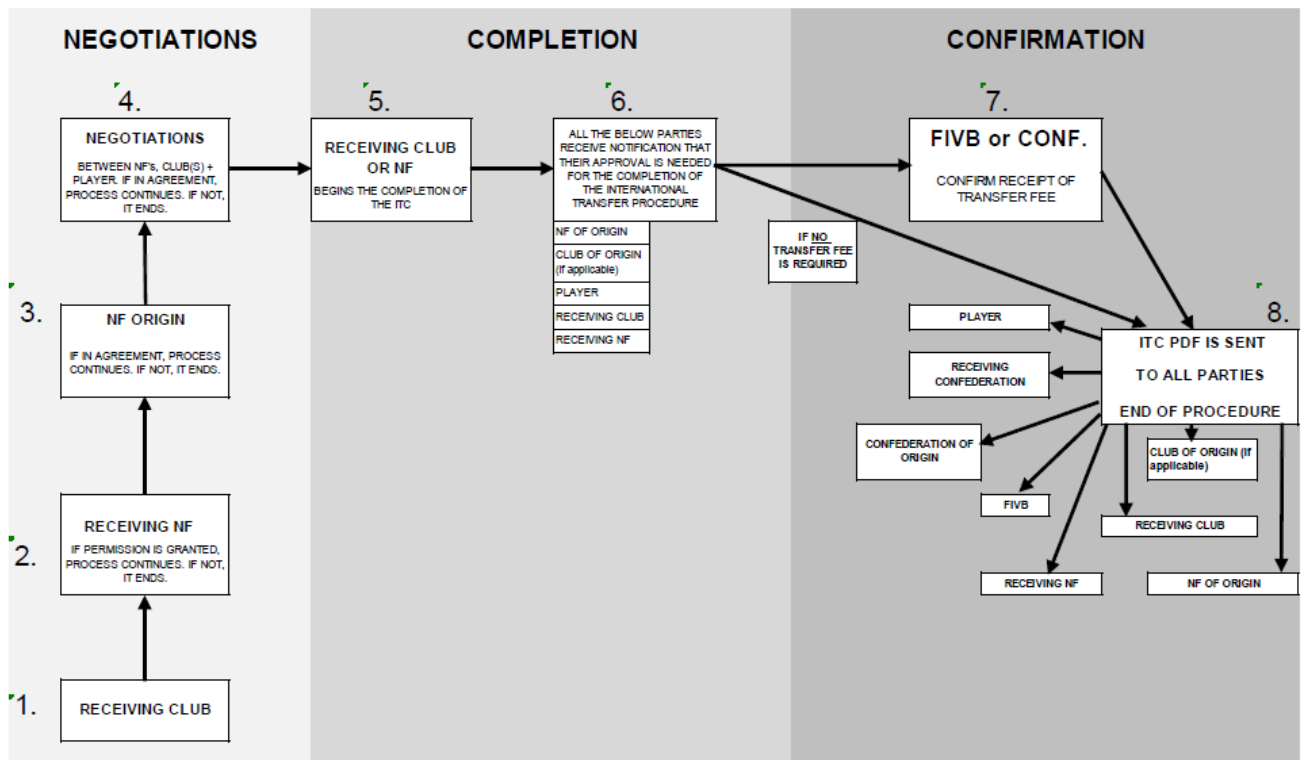 NEGOTIATIONS
COMPLETION
CONFIRMATION
4.
NEGOTIATIONS
BETWEEN NF's, CLUB(S) +
PLAYER. IF IN AGREEMENT,
PROCESS CONTINUES. IF NOT,
IT ENDS.
3.
NF ORIGIN
IF IN AGREEMENT, PROCESS
CONTINUES. IF NOT, IT ENDS.
2.
RECEIVING NF
IF PERMISSION IS GRANTED,
PROCESS CONTINUES. IF NOT,
IT ENDS.
1.
RECEIVING CLUB
5.
RECEIVING CLUB
OR NF
BEGINS THE COMPLETION OF
THE ITC
6.
ALL THE BELOW PARTIES
RECEIVE NOTIFICATION THAT
THEIR APPROVAL IS NEEDED
FOR THE COMPLETION OF
THE INTERNATIONAL
TRANSFER PROCEDURE
NF OF ORIGIN
CLUB OF ORIGIN
(if applicable)
PLAYER
RECEIVING CLUB
RECEIVING NF
7.
FIVB or CONF.
CONFIRM RECEIPT OF
TRANSFER FEE
IF NO
TRANSFER FEE
IS REQUIRED
8.
ITC PDF IS SENT
TO ALL PARTIES
END OF PROCEDURE
PLAYER
RECEIVING
CONFEDERATION
CONFEDERATION OF
ORIGIN
FIVB
RECEIVING NF
RECEIVING CLUB
CLUB OF ORIGIN (if
applicable)
NF OF ORIGIN